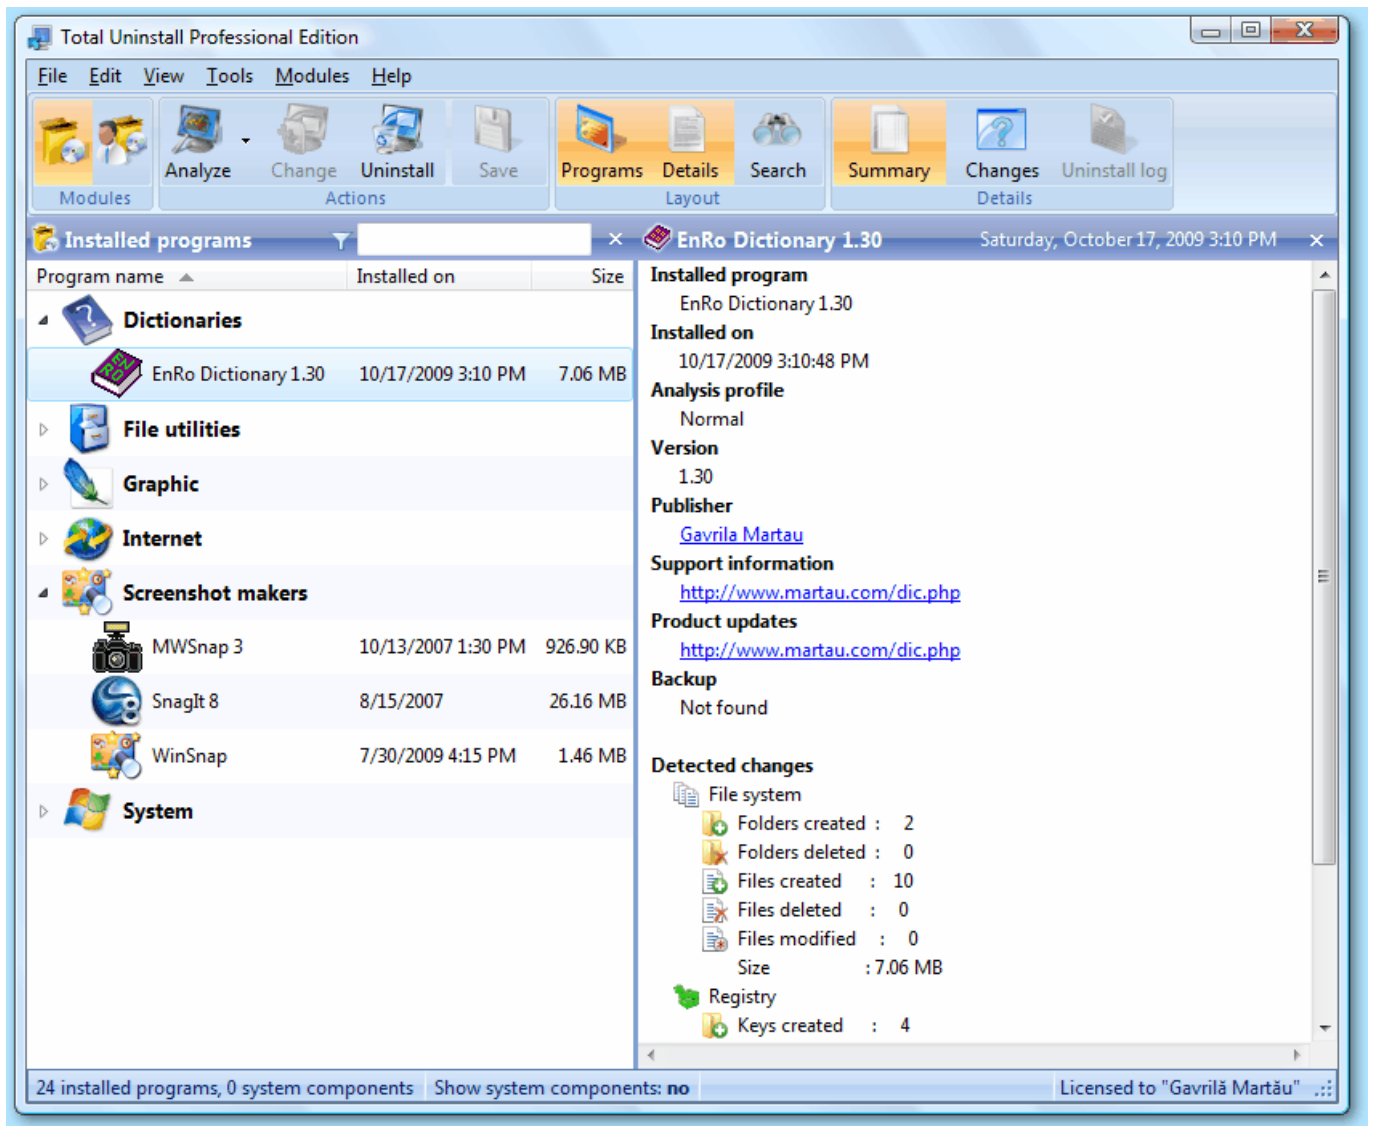 Total Uninstall Professional Edition
File Edit View Tools Modules Help
Analyze Change Uninstall Save Programs Details Search Summary Changes Uninstall log
Modules Actions Layout Details
Installed programs
EnRo Dictionary 1.30 Saturday, October 17, 2009 3:10 PM
Program name Installed on Size
Dictionaries
EnRo Dictionary 1.30 10/17/2009 3:10 PM 7.06 MB
File utilities
Graphic
Internet
Screenshot makers
MWSnap 3 10/13/2007 1:30 PM 926.90 KB
SnagIt 8 8/15/2007 26.16 MB
WinSnap 7/30/2009 4:15 PM 1.46 MB
System
Installed program
EnRo Dictionary 1.30
Installed on
10/17/2009 3:10:48 PM
Analysis profile
Normal
Version
1.30
Publisher
Gavrila Martau
Support information
http://www.martau.com/dic.php
Product updates
http://www.martau.com/dic.php
Backup
Not found
Detected changes
File system
Folders created : 2
Folders deleted : 0
Files created : 10
Files deleted : 0
Files modified : 0
Size : 7.06 MB
Registry
Keys created : 4
24 installed programs, 0 system components Show system components: no Licensed to "Gavrilă Martău"